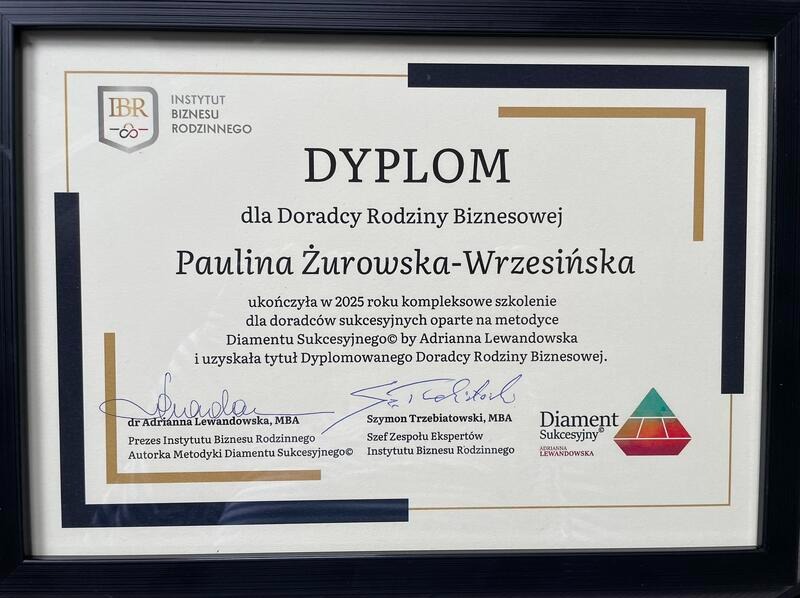 IBR
INSTYTUT
BIZNESU
RODZINNEGO
DYPLOM
dla Doradcy Rodziny Biznesowej
Paulina Żurowska-Wrzesińska
ukończyła w 2025 roku kompleksowe szkolenie
dla doradców sukcesyjnych oparte na metodyce
Diamentu Sukcesyjnego© by Adrianna Lewandowska
i uzyskała tytuł Dyplomowanego Doradcy Rodziny Biznesowej.
dr Adrianna Lewandowska, MBA
Prezes Instytutu Biznesu Rodzinnego
Autorka Metodyki Diamentu Sukcesyjnego©
Szymon Trzebiatowski, MBA
Szef Zespołu Ekspertów
Instytutu Biznesu Rodzinnego
Diament
Sukcesyjny©
ADRIANNA
LEWANDOWSKA